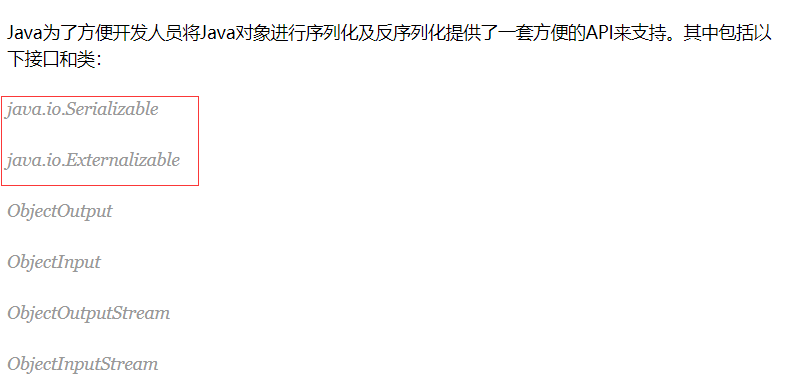 Java为了方便开发人员将Java对象进行序列化及反序列化提供了一套方便的API来支持。其中包括以
下接口和类：
java.io.Serializable
java.io.Externalizable
ObjectOutput
ObjectInput
ObjectOutputStream
ObjectInputStream